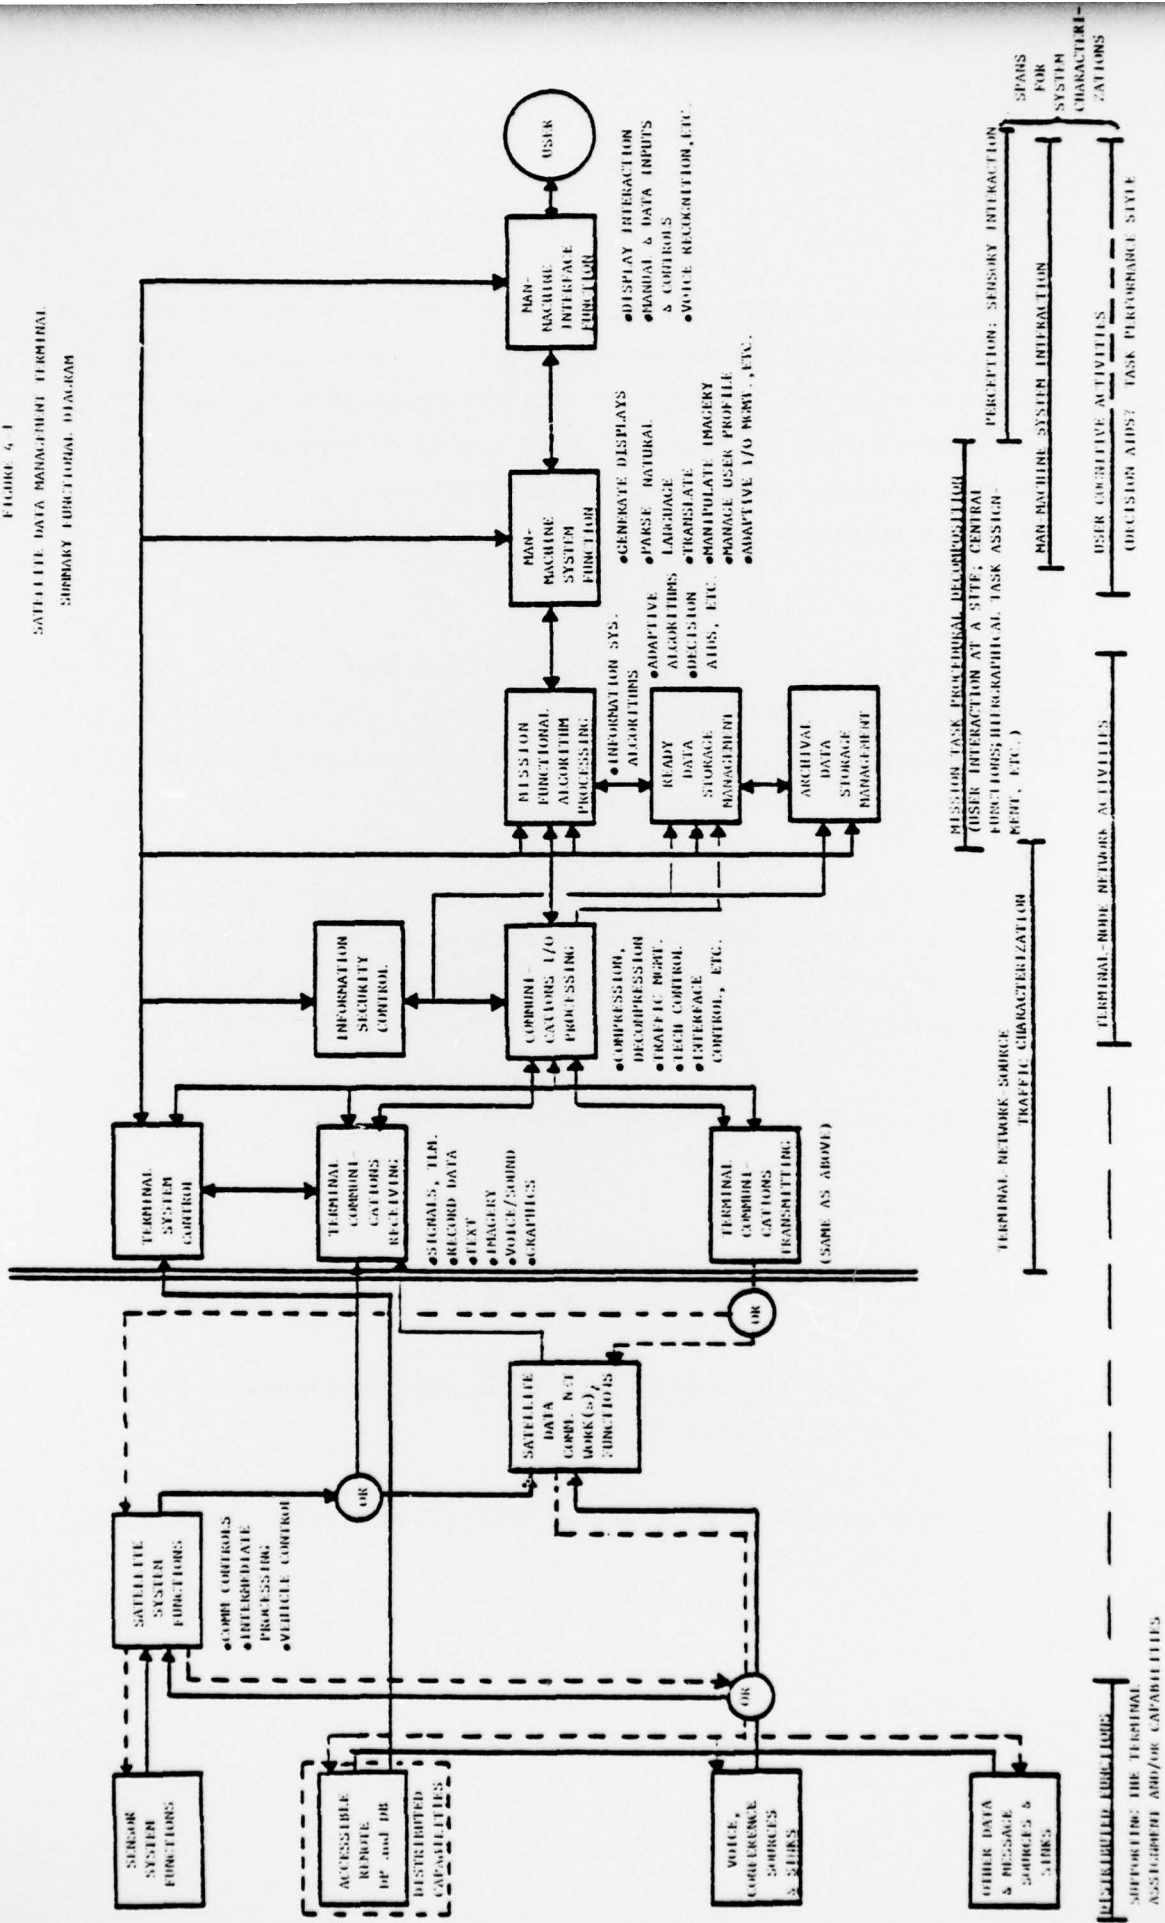 FIGURE 4-1
SATELLITE DATA MANAGEMENT TERMINAL
SUMMARY FUNCTIONAL DIAGRAM
SENSOR
SYSTEM
FUNCTIONS
SATELLITE
SYSTEM
FUNCTIONS
●COMM CONTROLS
●INTERMEDIATE
PROCESSING
●VEHICLE CONTROL
TERMINAL
SYSTEM
CONTROL
ACCESSIBLE
REMOTE
DP and DB
DISTRIBUTED
CAPABILITIES
OR
TERMINAL
COMMUNI-
CATIONS
RECEIVING
●SIGNALS, TLM.
●RECORD DATA
●TEXT
●IMAGERY
●VOICE/SOUND
●GRAPHICS
INFORMATION
SECURITY
CONTROL
SATELLITE
DATA
COMM. NET
WORK(S),
FUNCTIONS
COMMUNI-
CATIONS I/O
PROCESSING
●COMPRESSION,
DECOMPRESSION
●TRAFFIC MGMT.
●TECH CONTROL
●INTERFACE
CONTROL, ETC.
MISSION
FUNCTIONAL
ALGORITHM
PROCESSING
●INFORMATION SYS.
ALGORITHMS
●ADAPTIVE
ALGORITHMS
●DECISION
AIDS, ETC.
MAN-
MACHINE
SYSTEM
FUNCTION
●GENERATE DISPLAYS
●PARSE NATURAL
LANGUAGE
●TRANSLATE
●MANIPULATE IMAGERY
●MANAGE USER PROFILE
●ADAPTIVE I/O MGMT.,ETC.
MAN-
MACHINE
INTERFACE
FUNCTION
●DISPLAY INTERACTION
●MANUAL & DATA INPUTS
& CONTROLS
●VOICE RECOGNITION,ETC.
USER
VOICE,
CONFERENCE
SOURCES
& SINKS
OR
OR
TERMINAL
COMMUNI-
CATIONS
TRANSMITTING
(SAME AS ABOVE)
READY
DATA
STORAGE
MANAGEMENT
ARCHIVAL
DATA
STORAGE
MANAGEMENT
OTHER DATA
& MESSAGE
SOURCES &
SINKS
MISSION TASK PROCEDURAL DECOMPOSITION
(USER INTERACTION AT A SITE; CENTRAL
FUNCTIONS;HIERGRAPHICAL TASK ASSIGN-
MENT, ETC.)
PERCEPTION: SENSORY INTERACTION
SPANS
FOR
SYSTEM
CHARACTERI-
ZATIONS
TERMINAL NETWORK-SOURCE
TRAFFIC CHARACTERIZATION
MAN-MACHINE SYSTEM INTERACTION
DISTRIBUTED FUNCTIONS
SUPPORTING THE TERMINAL
ASSIGNMENT AND/OR CAPABILITIES
TERMINAL-NODE NETWORK ACTIVITIES
USER COGNITIVE ACTIVITIES
(DECISION AIDS? TASK PERFORMANCE STYLE